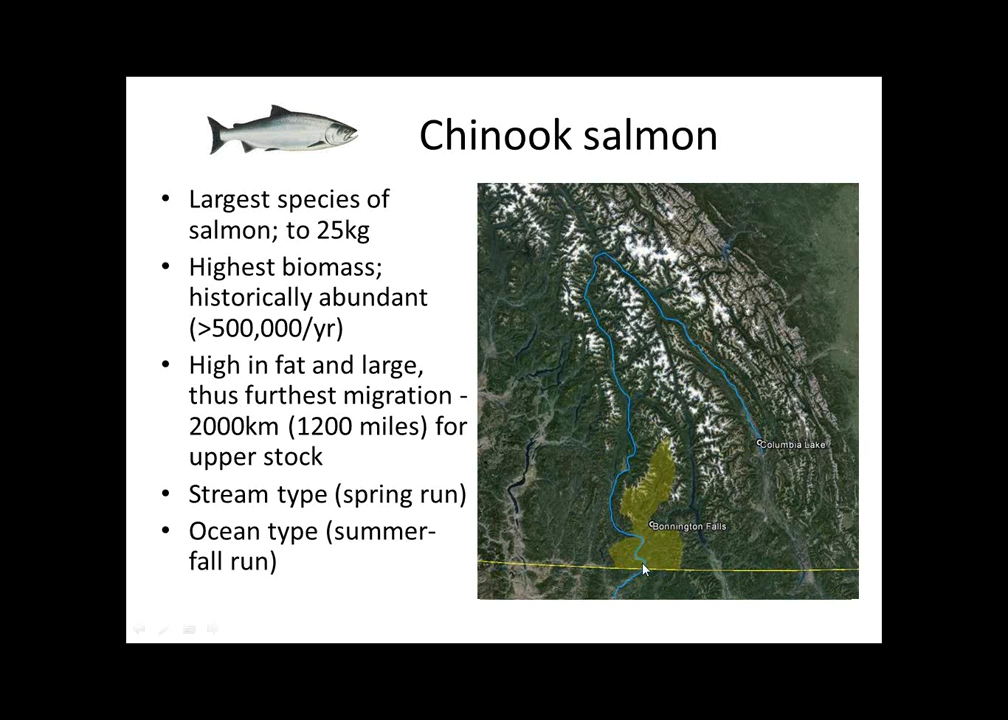 Chinook salmon
• Largest species of
salmon; to 25kg
• Highest biomass;
historically abundant
(>500,000/yr)
• High in fat and large,
thus furthest migration -
2000km (1200 miles) for
upper stock
• Stream type (spring run)
• Ocean type (summer-
fall run)
Columbia Lake
Bonnington Falls